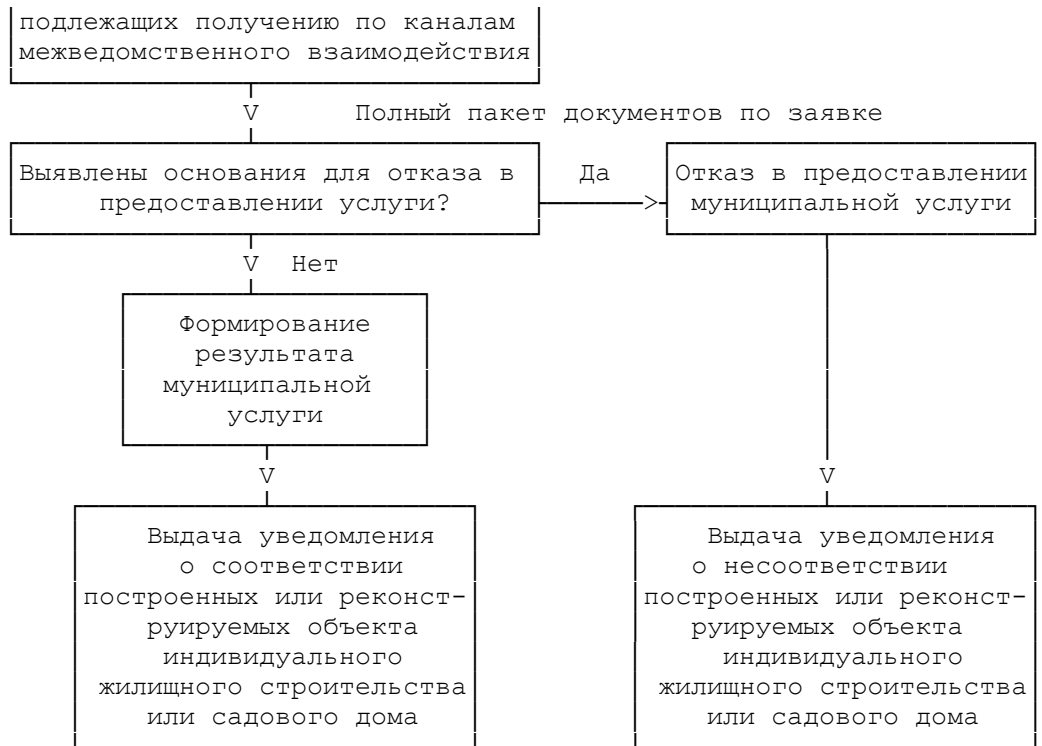 подлежащих получению по каналам
межведомственного взаимодействия
V Полный пакет документов по заявке
Выявлены основания для отказа в
предоставлении услуги?
Да
>
Отказ в предоставлении
муниципальной услуги
V Нет
Формирование
результата
муниципальной
услуги
V
V
Выдача уведомления
о соответствии
построенных или реконст-
руируемых объекта
индивидуального
жилищного строительства
или садового дома
Выдача уведомления
о несоответствии
построенных или реконст-
руируемых объекта
индивидуального
жилищного строительства
или садового дома